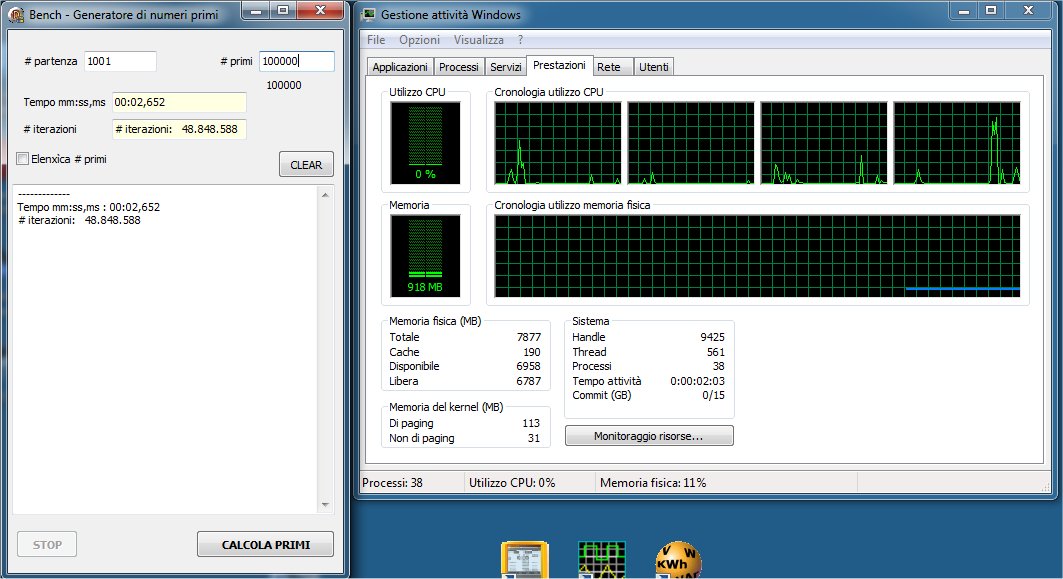 Bench - Generatore di numeri primi
# partenza 1001 # primi 100000
100000
Tempo mm:ss,ms 00:02,652
# iterazioni # iterazioni: 48.848.588
Elenxìca # primi
CLEAR
-------------
Tempo mm:ss,ms : 00:02,652
# iterazioni: 48.848.588
STOP CALCOLA PRIMI
Gestione attività Windows
File Opzioni Visualizza ?
Applicazioni Processi Servizi Prestazioni Rete Utenti
Utilizzo CPU Cronologia utilizzo CPU
0 %
Memoria Cronologia utilizzo memoria fisica
918 MB
Memoria fisica (MB)
Totale 7877
Cache 190
Disponibile 6958
Libera 6787
Memoria del kernel (MB)
Di paging 113
Non di paging 31
Sistema
Handle 9425
Thread 561
Processi 38
Tempo attività 0:00:02:03
Commit (GB) 0/15
Monitoraggio risorse...
Processi: 38 Utilizzo CPU: 0% Memoria fisica: 11%
V W
KWh